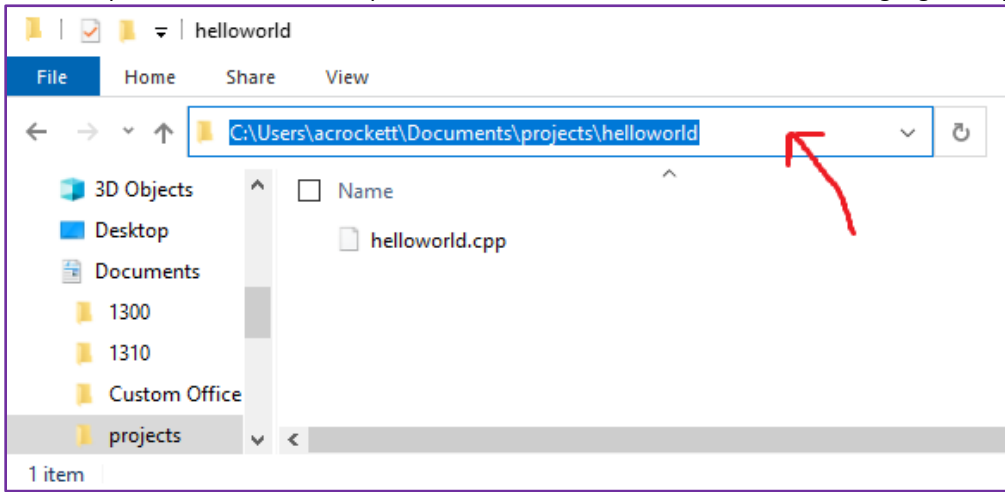 helloworld
File Home Share View
C:\Users\acrockett\Documents\projects\helloworld
3D Objects
Name
Desktop
helloworld.cpp
Documents
1300
1310
Custom Office
projects
1 item